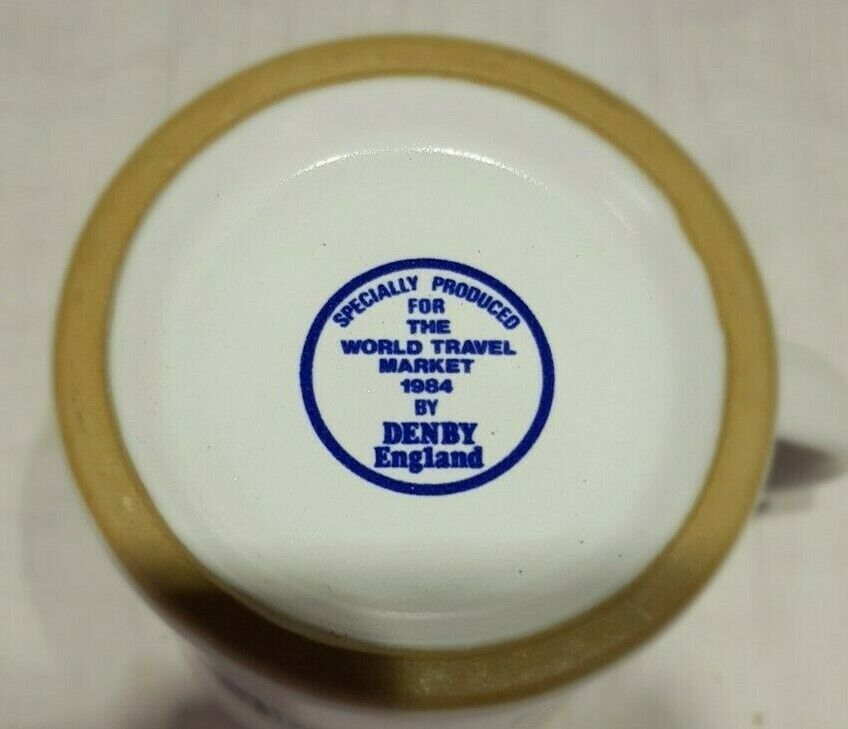 SPECIALLY PRODUCED
FOR
THE
WORLD TRAVEL
MARKET
1984
BY
DENBY
England